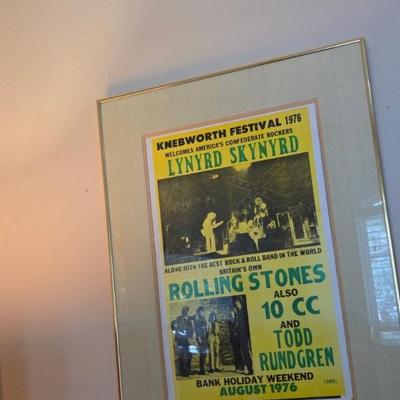 KNEBWORTH FESTIVAL 1976
WELCOMES AMERICA'S CONFEDERATE ROCKERS
LYNYRD SKYNYRD
ALONG WITH THE BEST ROCK & ROLL BAND IN THE WORLD
BRITAIN'S OWN
ROLLING STONES
ALSO
10 CC
AND
TODD
RUNDGREN
BANK HOLIDAY WEEKEND
AUGUST 1976